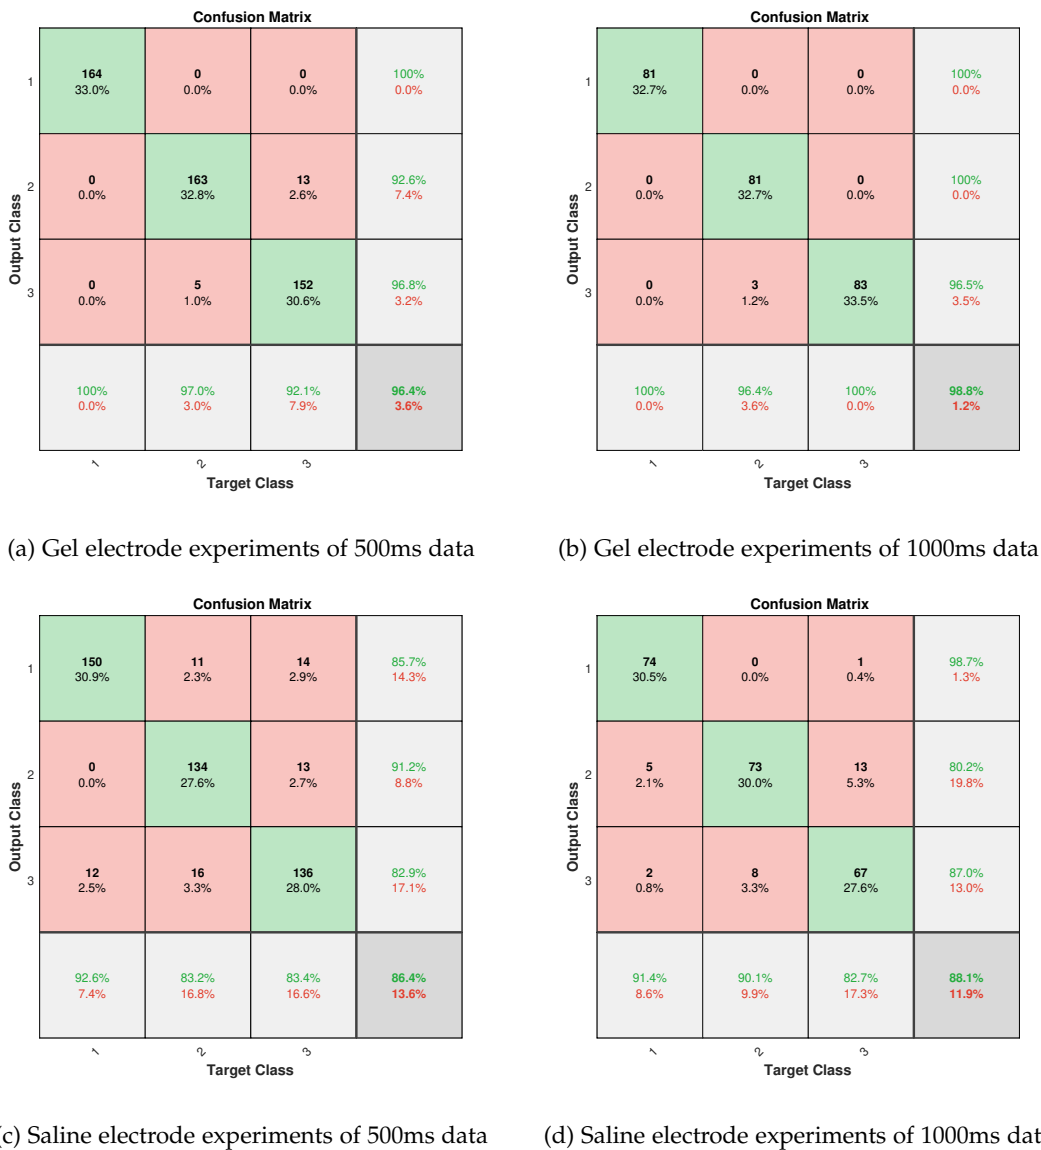 Confusion Matrix
Output Class
1
164 0 0 100%
33.0% 0.0% 0.0% 0.0%
2
0 163 13 92.6%
0.0% 32.8% 2.6% 7.4%
3
0 5 152 96.8%
0.0% 1.0% 30.6% 3.2%
100% 97.0% 92.1% 96.4%
0.0% 3.0% 7.9% 3.6%
1 2 3
Target Class
(a) Gel electrode experiments of 500ms data
Confusion Matrix
Output Class
1
81 0 0 100%
32.7% 0.0% 0.0% 0.0%
2
0 81 0 100%
0.0% 32.7% 0.0% 0.0%
3
0 3 83 96.5%
0.0% 1.2% 33.5% 3.5%
100% 96.4% 100% 98.8%
0.0% 3.6% 0.0% 1.2%
1 2 3
Target Class
(b) Gel electrode experiments of 1000ms data
Confusion Matrix
Output Class
1
150 11 14 85.7%
30.9% 2.3% 2.9% 14.3%
2
0 134 13 91.2%
0.0% 27.6% 2.7% 8.8%
3
12 16 136 82.9%
2.5% 3.3% 28.0% 17.1%
92.6% 83.2% 83.4% 86.4%
7.4% 16.8% 16.6% 13.6%
1 2 3
Target Class
c) Saline electrode experiments of 500ms data
Confusion Matrix
Output Class
1
74 0 1 98.7%
30.5% 0.0% 0.4% 1.3%
2
5 73 13 80.2%
2.1% 30.0% 5.3% 19.8%
3
2 8 67 87.0%
0.8% 3.3% 27.6% 13.0%
91.4% 90.1% 82.7% 88.1%
8.6% 9.9% 17.3% 11.9%
1 2 3
Target Class
(d) Saline electrode experiments of 1000ms dat